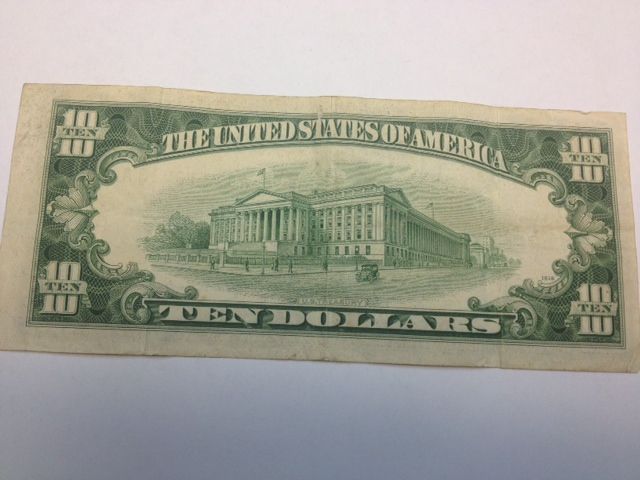 10 10
TEN TEN
THE UNITED STATES OF AMERICA
U.S. TREASURY
10 10
TEN TEN
TEN DOLLARS